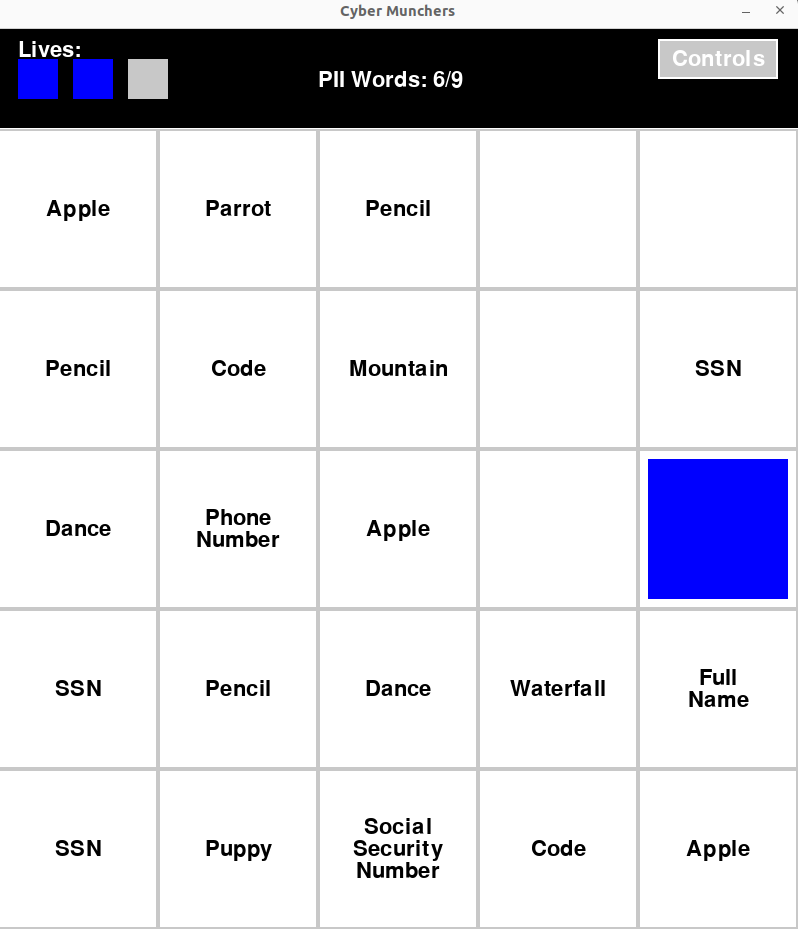 Cyber Munchers
Lives:
Controls
PII Words: 6/9
Apple
Parrot
Pencil
Pencil
Code
Mountain
SSN
Dance
Phone
Number
Apple
SSN
Pencil
Dance
Waterfall
Full
Name
SSN
Puppy
Social
Security
Number
Code
Apple